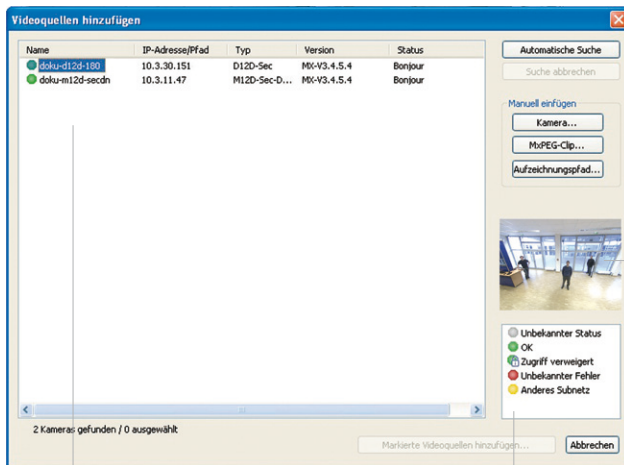 Videoquellen hinzufügen
Name IP-Adresse/Pfad Typ Version Status
doku-d12d-180 10.3.30.151 D12D-Sec MX-V3.4.5.4 Bonjour
doku-m12d-secdn 10.3.11.47 M12D-Sec-D... MX-V3.4.5.4 Bonjour
2 Kameras gefunden / 0 ausgewählt
Automatische Suche
Suche abbrechen
Manuell einfügen
Kamera...
MxPEG-Clip...
Aufzeichnungspfad...
Unbekannter Status
OK
Zugriff verweigert
Unbekannter Fehler
Anderes Subnetz
Markierte Videoquellen hinzufügen...
Abbrechen